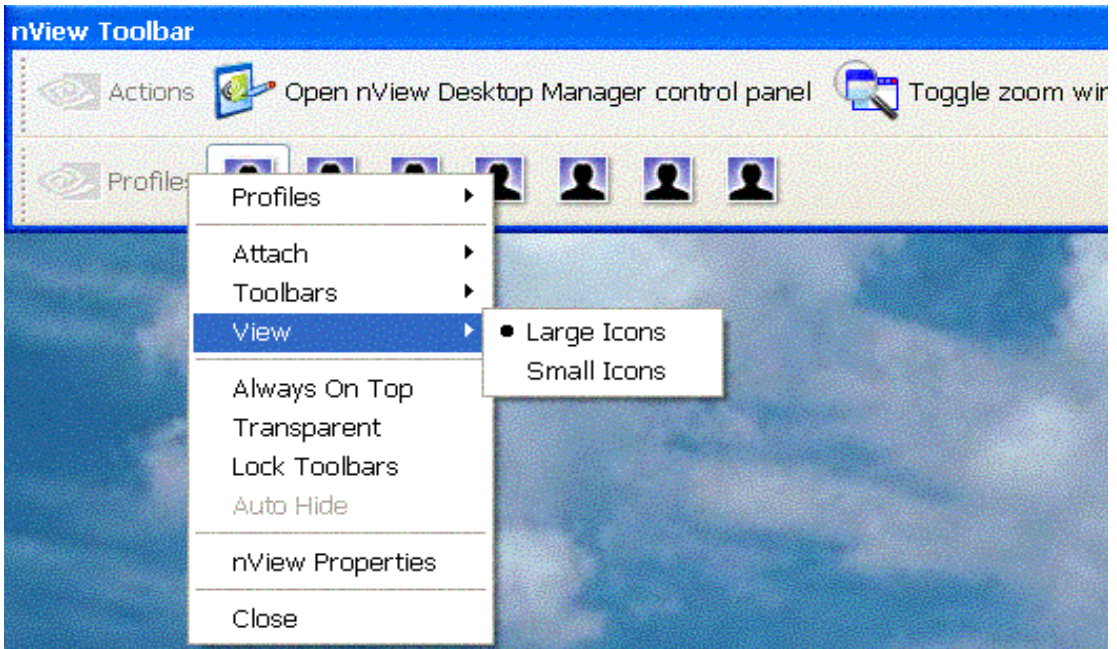 nView Toolbar
Actions Open nView Desktop Manager control panel Toggle zoom
Profiles
Profiles
Attach
Toolbars
View
Large Icons
Small Icons
Always On Top
Transparent
Lock Toolbars
Auto Hide
nView Properties
Close